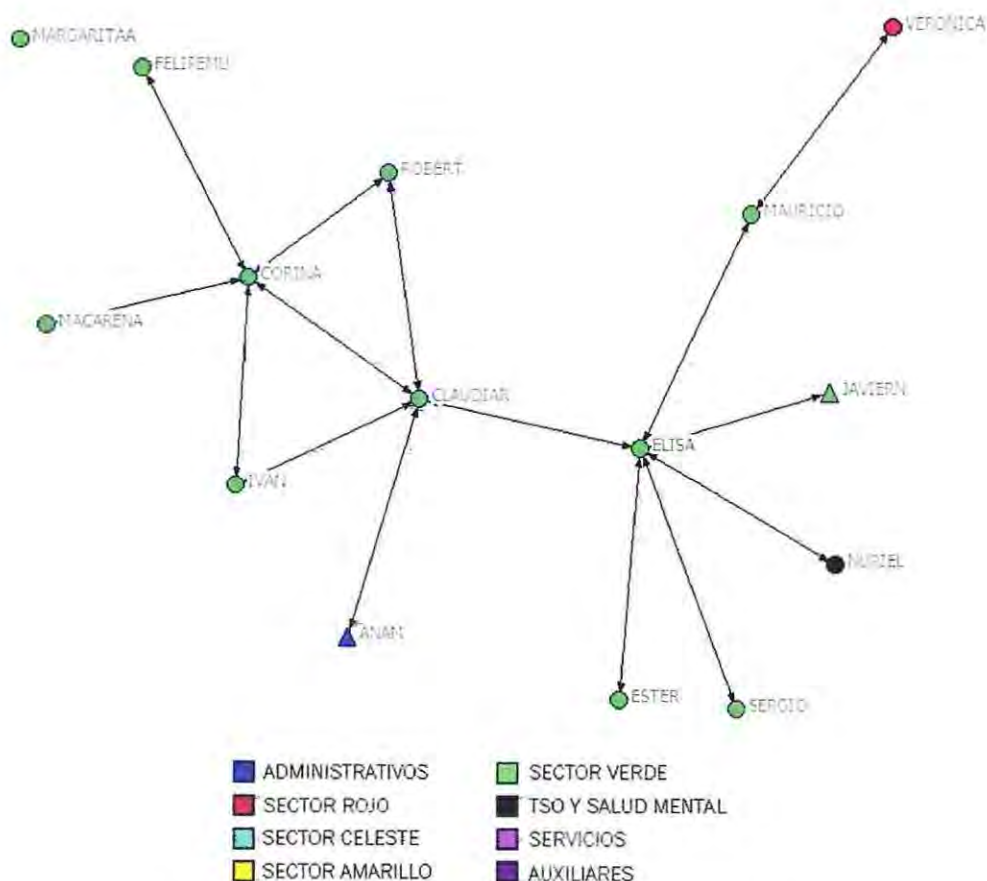 MARGARITAA
VERONICA
FELIPEMU
ROBERT
MAURICIO
CORINA
MACARENA
CLAUDIAR
JAVIERN
ELISA
IVAN
NURIEL
ANAM
ESTER
SERGIO
ADMINISTRATIVOS
SECTOR VERDE
SECTOR ROJO
TSO Y SALUD MENTAL
SECTOR CELESTE
SERVICIOS
SECTOR AMARILLO
AUXILIARES